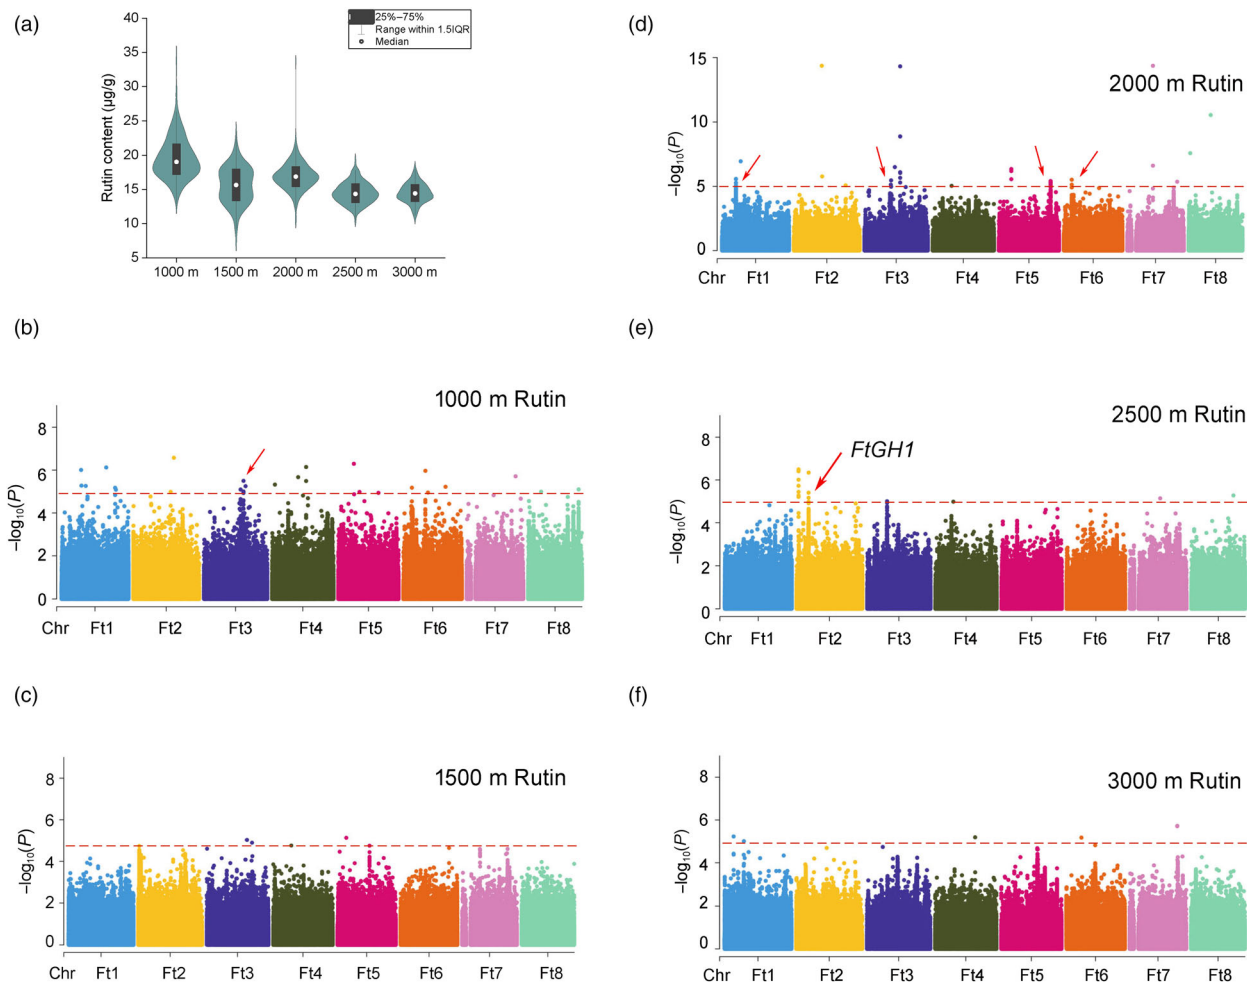 (a)
40
35
30
25
20
15
10
5
Rutin content (μg/g)
25%–75%
Range within 1.5IQR
Median
1000 m 1500 m 2000 m 2500 m 3000 m
(b)
1000 m Rutin
8
6
4
2
0
–log10(P)
Chr Ft1 Ft2 Ft3 Ft4 Ft5 Ft6 Ft7 Ft8
(c)
1500 m Rutin
8
6
4
2
0
–log10(P)
Chr Ft1 Ft2 Ft3 Ft4 Ft5 Ft6 Ft7 Ft8
(d)
2000 m Rutin
15
10
5
0
–log10(P)
Chr Ft1 Ft2 Ft3 Ft4 Ft5 Ft6 Ft7 Ft8
(e)
2500 m Rutin
FtGH1
8
6
4
2
0
–log10(P)
Chr Ft1 Ft2 Ft3 Ft4 Ft5 Ft6 Ft7 Ft8
(f)
3000 m Rutin
8
6
4
2
0
–log10(P)
Chr Ft1 Ft2 Ft3 Ft4 Ft5 Ft6 Ft7 Ft8